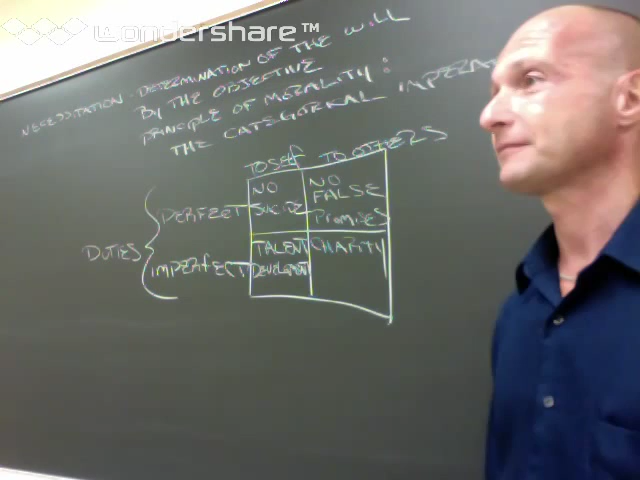 wondershare™
NECESSITATION: DETERMINATION OF THE WILL
BY THE OBJECTIVE
PRINCIPLE OF MORALITY:
THE CATEGORICAL IMPERA
TO SELF TO OTHERS
NO NO FALSE
PERFECT SUICIDE PROMISES
DUTIES
TALENT CHARITY
IMPERFECT DEVELOPMENT